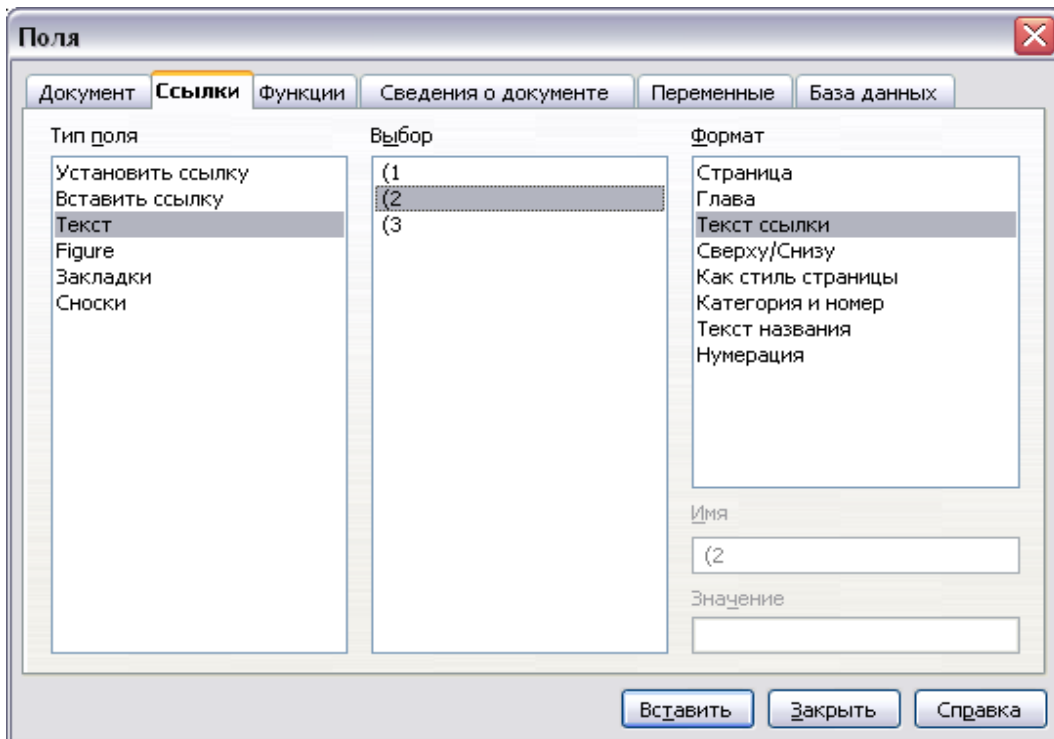 Поля
Документ Ссылки Функции Сведения о документе Переменные База данных
Тип поля
Установить ссылку
Вставить ссылку
Текст
Figure
Закладки
Сноски
Выбор
(1
(2
(3
Формат
Страница
Глава
Текст ссылки
Сверху/Снизу
Как стиль страницы
Категория и номер
Текст названия
Нумерация
Имя
(2
Значение
Вставить Закрыть Справка